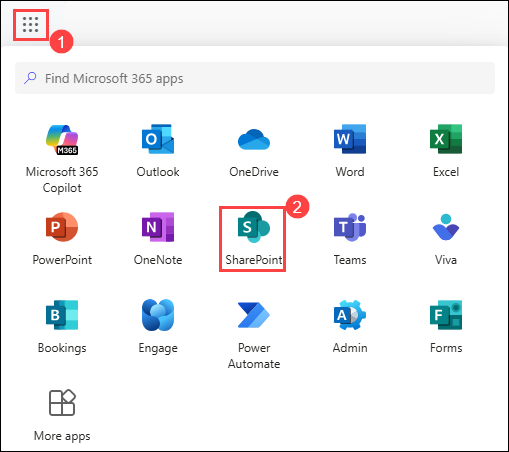 1
Find Microsoft 365 apps
M365
Microsoft 365
Copilot
O
Outlook
OneDrive
W
Word
X
Excel
P
PowerPoint
N
OneNote
2
S
SharePoint
T
Teams
Viva
B
Bookings
Engage
Power
Automate
A
Admin
F
Forms
More apps